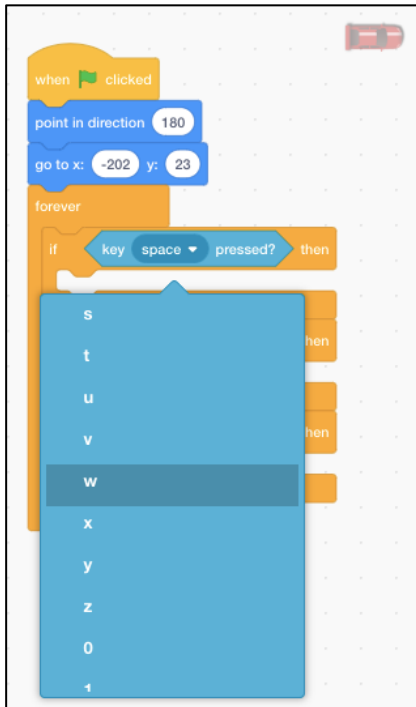 when clicked
point in direction 180
go to x: -202 y: 23
forever
if key space pressed? then
s
t
u
hen
v
hen
w
x
y
z
0
1